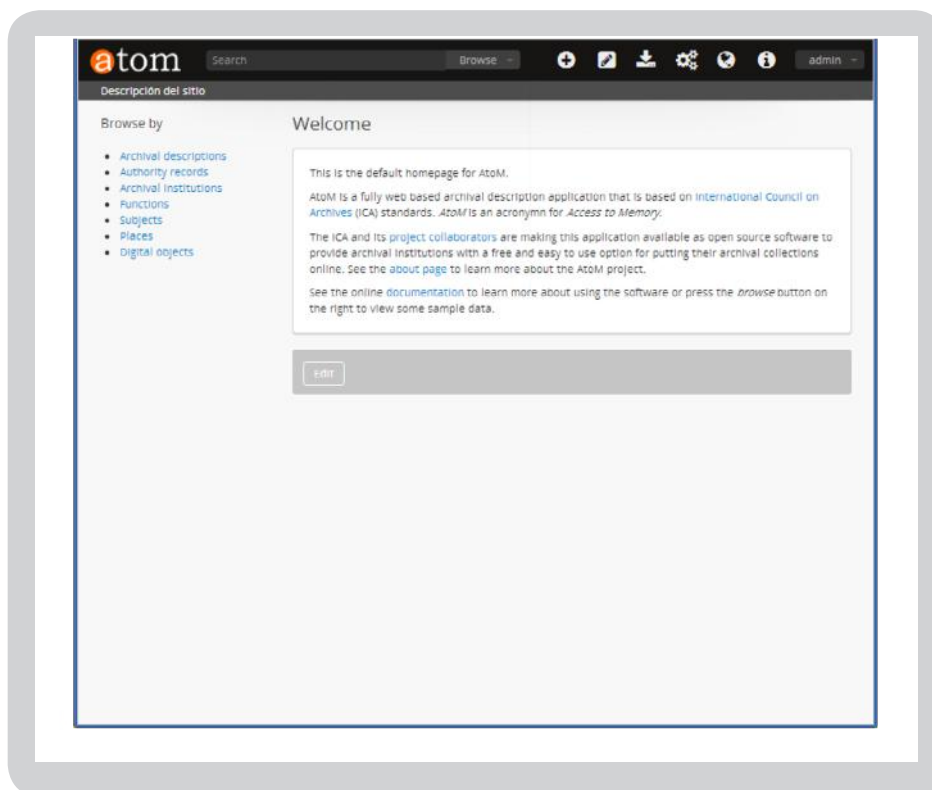 atom Search Browse admin
Descripción del sitio
Browse by
Archival descriptions
Authority records
Archival institutions
Functions
Subjects
Places
Digital objects
Welcome
This is the default homepage for AtoM.
AtoM is a fully web based archival description application that is based on International Council on
Archives (ICA) standards. AtoM is an acronymn for Access to Memory.
The ICA and its project collaborators are making this application available as open source software to
provide archival institutions with a free and easy to use option for putting their archival collections
online. See the about page to learn more about the AtoM project.
See the online documentation to learn more about using the software or press the browse button on
the right to view some sample data.
Edit